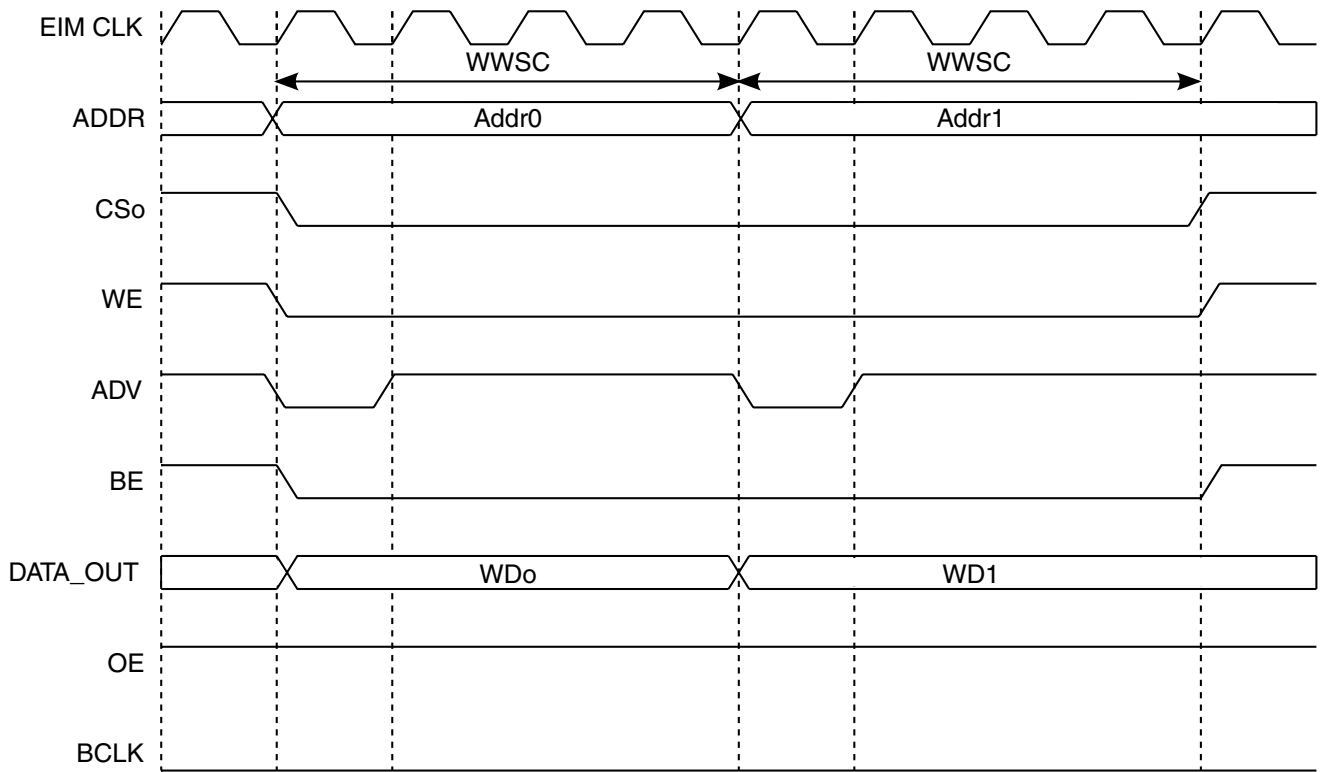 EIM CLK
WWSC WWSC
ADDR Addr0 Addr1
CSo
WE
ADV
BE
DATA_OUT WDo WD1
OE
BCLK